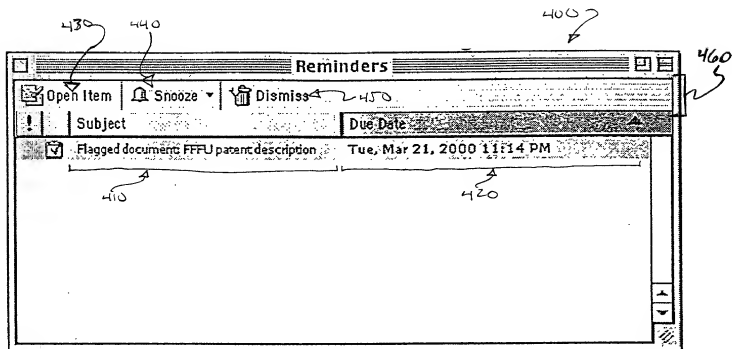 430 440 400
Reminders
460
Open Item Snooze Dismiss 450
! Subject Due Date
Flagged document: FFFU patent description Tue, Mar 21, 2000 11:14 PM
410 420